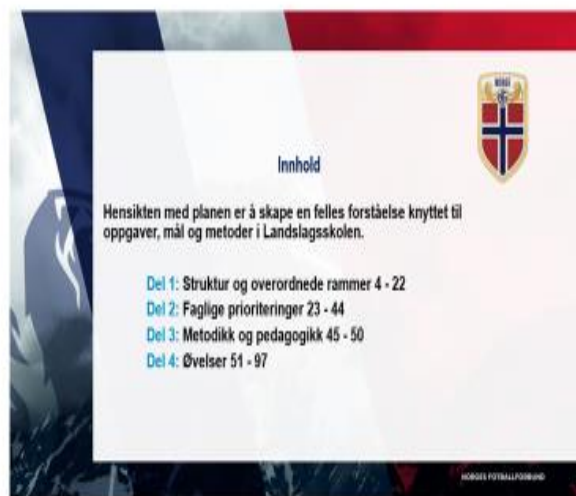 NORGE
Innhold
Hensikten med planen er å skape en felles forståelse knyttet til
oppgaver, mål og metoder i Landslagsskolen.
Del 1: Struktur og overordnede rammer 4 - 22
Del 2: Faglige prioriteringer 23 - 44
Del 3: Metodikk og pedagogikk 45 - 50
Del 4: Øvelser 51 - 97
NORGES FOTBALLFORBUND